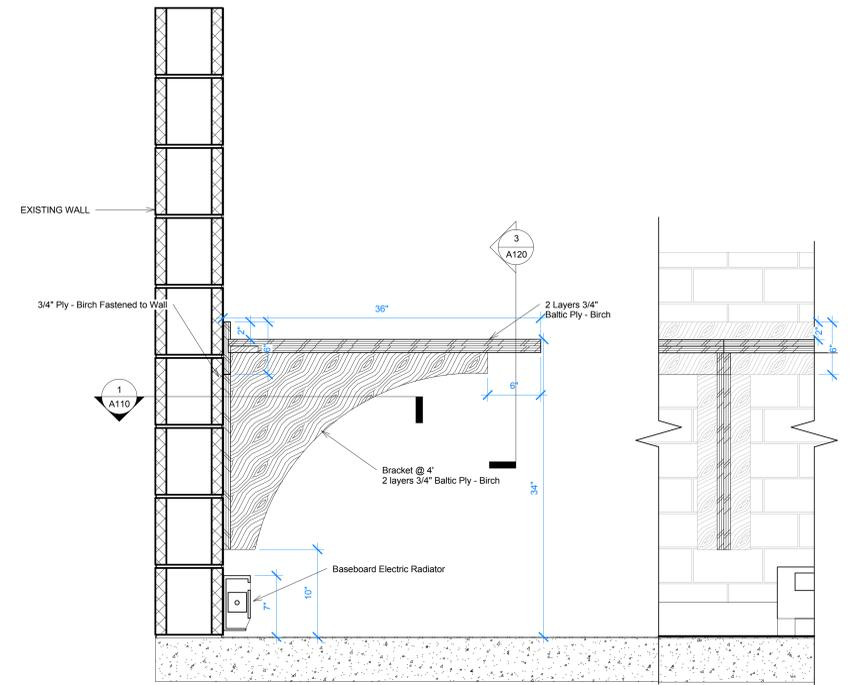 EXISTING WALL
3
A120
3/4" Ply - Birch Fastened to Wall
36"
2 Layers 3/4"
Baltic Ply - Birch
2"
6"
2"
6"
1
A110
6"
Bracket @ 4'
2 layers 3/4" Baltic Ply - Birch
34"
Baseboard Electric Radiator
7"
10"